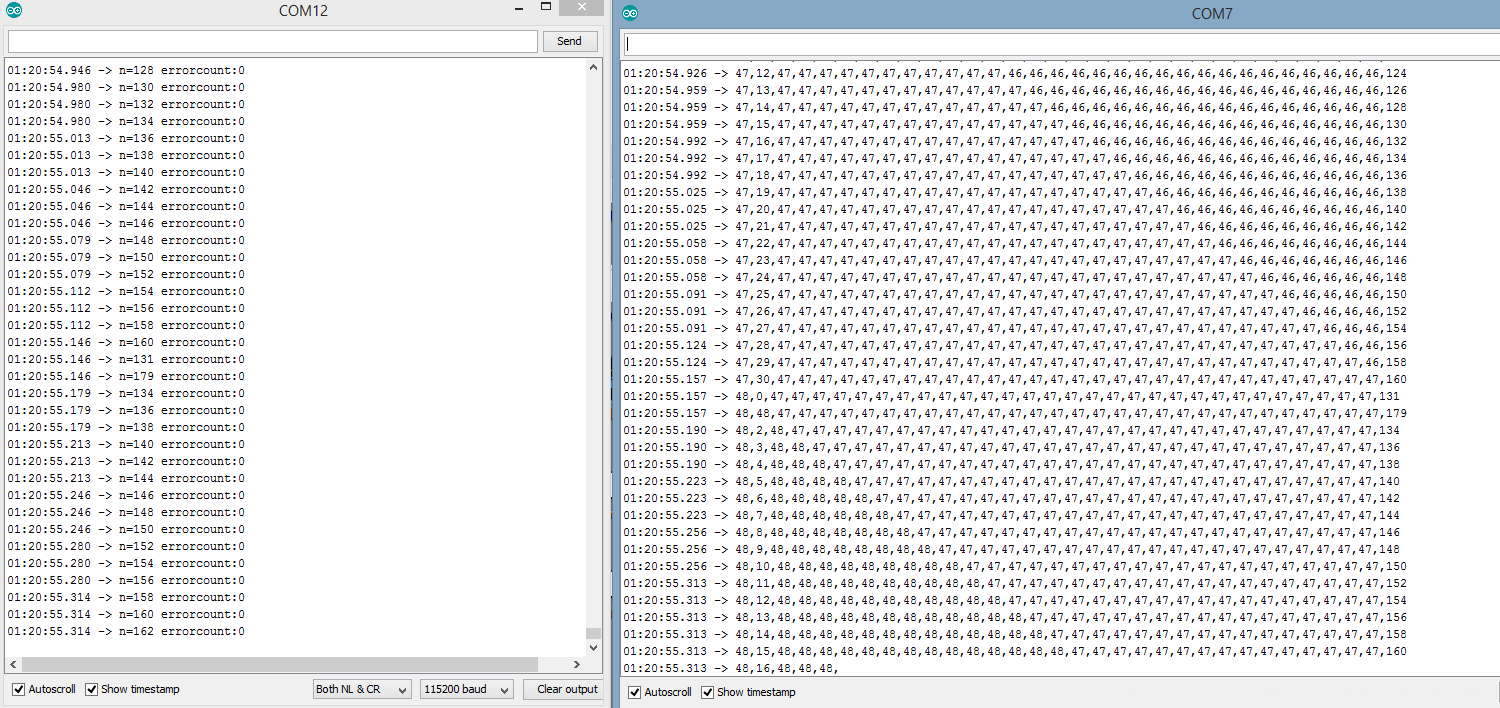 COM12
Send
01:20:54.946 -> n=128 errorcount:0
01:20:54.980 -> n=130 errorcount:0
01:20:54.980 -> n=132 errorcount:0
01:20:54.980 -> n=134 errorcount:0
01:20:55.013 -> n=136 errorcount:0
01:20:55.013 -> n=138 errorcount:0
01:20:55.013 -> n=140 errorcount:0
01:20:55.046 -> n=142 errorcount:0
01:20:55.046 -> n=144 errorcount:0
01:20:55.046 -> n=146 errorcount:0
01:20:55.079 -> n=148 errorcount:0
01:20:55.079 -> n=150 errorcount:0
01:20:55.079 -> n=152 errorcount:0
01:20:55.112 -> n=154 errorcount:0
01:20:55.112 -> n=156 errorcount:0
01:20:55.112 -> n=158 errorcount:0
01:20:55.146 -> n=160 errorcount:0
01:20:55.146 -> n=131 errorcount:0
01:20:55.146 -> n=179 errorcount:0
01:20:55.179 -> n=134 errorcount:0
01:20:55.179 -> n=136 errorcount:0
01:20:55.179 -> n=138 errorcount:0
01:20:55.213 -> n=140 errorcount:0
01:20:55.213 -> n=142 errorcount:0
01:20:55.213 -> n=144 errorcount:0
01:20:55.246 -> n=146 errorcount:0
01:20:55.246 -> n=148 errorcount:0
01:20:55.246 -> n=150 errorcount:0
01:20:55.280 -> n=152 errorcount:0
01:20:55.280 -> n=154 errorcount:0
01:20:55.280 -> n=156 errorcount:0
01:20:55.314 -> n=158 errorcount:0
01:20:55.314 -> n=160 errorcount:0
01:20:55.314 -> n=162 errorcount:0
Autoscroll Show timestamp Both NL & CR 115200 baud Clear output
COM7
01:20:54.926 -> 47,12,47,47,47,47,47,47,47,47,47,47,47,46,46,46,46,46,46,46,46,46,46,46,46,46,46,46,46,46,46,124
01:20:54.959 -> 47,13,47,47,47,47,47,47,47,47,47,47,47,47,46,46,46,46,46,46,46,46,46,46,46,46,46,46,46,46,46,126
01:20:54.959 -> 47,14,47,47,47,47,47,47,47,47,47,47,47,47,47,46,46,46,46,46,46,46,46,46,46,46,46,46,46,46,46,128
01:20:54.959 -> 47,15,47,47,47,47,47,47,47,47,47,47,47,47,47,47,46,46,46,46,46,46,46,46,46,46,46,46,46,46,46,130
01:20:54.992 -> 47,16,47,47,47,47,47,47,47,47,47,47,47,47,47,47,47,46,46,46,46,46,46,46,46,46,46,46,46,46,46,132
01:20:54.992 -> 47,17,47,47,47,47,47,47,47,47,47,47,47,47,47,47,47,47,46,46,46,46,46,46,46,46,46,46,46,46,46,134
01:20:54.992 -> 47,18,47,47,47,47,47,47,47,47,47,47,47,47,47,47,47,47,47,46,46,46,46,46,46,46,46,46,46,46,46,136
01:20:55.025 -> 47,19,47,47,47,47,47,47,47,47,47,47,47,47,47,47,47,47,47,47,46,46,46,46,46,46,46,46,46,46,46,138
01:20:55.025 -> 47,20,47,47,47,47,47,47,47,47,47,47,47,47,47,47,47,47,47,47,47,46,46,46,46,46,46,46,46,46,46,140
01:20:55.025 -> 47,21,47,47,47,47,47,47,47,47,47,47,47,47,47,47,47,47,47,47,47,47,46,46,46,46,46,46,46,46,46,142
01:20:55.058 -> 47,22,47,47,47,47,47,47,47,47,47,47,47,47,47,47,47,47,47,47,47,47,47,46,46,46,46,46,46,46,46,144
01:20:55.058 -> 47,23,47,47,47,47,47,47,47,47,47,47,47,47,47,47,47,47,47,47,47,47,47,47,46,46,46,46,46,46,46,146
01:20:55.058 -> 47,24,47,47,47,47,47,47,47,47,47,47,47,47,47,47,47,47,47,47,47,47,47,47,47,46,46,46,46,46,46,148
01:20:55.091 -> 47,25,47,47,47,47,47,47,47,47,47,47,47,47,47,47,47,47,47,47,47,47,47,47,47,47,46,46,46,46,46,150
01:20:55.091 -> 47,26,47,47,47,47,47,47,47,47,47,47,47,47,47,47,47,47,47,47,47,47,47,47,47,47,47,46,46,46,46,152
01:20:55.091 -> 47,27,47,47,47,47,47,47,47,47,47,47,47,47,47,47,47,47,47,47,47,47,47,47,47,47,47,47,46,46,46,154
01:20:55.124 -> 47,28,47,47,47,47,47,47,47,47,47,47,47,47,47,47,47,47,47,47,47,47,47,47,47,47,47,47,47,46,46,156
01:20:55.124 -> 47,29,47,47,47,47,47,47,47,47,47,47,47,47,47,47,47,47,47,47,47,47,47,47,47,47,47,47,47,47,46,158
01:20:55.157 -> 47,30,47,47,47,47,47,47,47,47,47,47,47,47,47,47,47,47,47,47,47,47,47,47,47,47,47,47,47,47,47,160
01:20:55.157 -> 48,0,47,47,47,47,47,47,47,47,47,47,47,47,47,47,47,47,47,47,47,47,47,47,47,47,47,47,47,47,47,131
01:20:55.157 -> 48,48,47,47,47,47,47,47,47,47,47,47,47,47,47,47,47,47,47,47,47,47,47,47,47,47,47,47,47,47,47,179
01:20:55.190 -> 48,2,48,47,47,47,47,47,47,47,47,47,47,47,47,47,47,47,47,47,47,47,47,47,47,47,47,47,47,47,47,134
01:20:55.190 -> 48,3,48,48,47,47,47,47,47,47,47,47,47,47,47,47,47,47,47,47,47,47,47,47,47,47,47,47,47,47,47,136
01:20:55.190 -> 48,4,48,48,48,47,47,47,47,47,47,47,47,47,47,47,47,47,47,47,47,47,47,47,47,47,47,47,47,47,47,138
01:20:55.223 -> 48,5,48,48,48,48,47,47,47,47,47,47,47,47,47,47,47,47,47,47,47,47,47,47,47,47,47,47,47,47,47,140
01:20:55.223 -> 48,6,48,48,48,48,48,47,47,47,47,47,47,47,47,47,47,47,47,47,47,47,47,47,47,47,47,47,47,47,47,142
01:20:55.223 -> 48,7,48,48,48,48,48,48,47,47,47,47,47,47,47,47,47,47,47,47,47,47,47,47,47,47,47,47,47,47,47,144
01:20:55.256 -> 48,8,48,48,48,48,48,48,48,47,47,47,47,47,47,47,47,47,47,47,47,47,47,47,47,47,47,47,47,47,47,146
01:20:55.256 -> 48,9,48,48,48,48,48,48,48,48,47,47,47,47,47,47,47,47,47,47,47,47,47,47,47,47,47,47,47,47,47,148
01:20:55.256 -> 48,10,48,48,48,48,48,48,48,48,48,47,47,47,47,47,47,47,47,47,47,47,47,47,47,47,47,47,47,47,47,150
01:20:55.313 -> 48,11,48,48,48,48,48,48,48,48,48,48,47,47,47,47,47,47,47,47,47,47,47,47,47,47,47,47,47,47,47,152
01:20:55.313 -> 48,12,48,48,48,48,48,48,48,48,48,48,48,47,47,47,47,47,47,47,47,47,47,47,47,47,47,47,47,47,47,154
01:20:55.313 -> 48,13,48,48,48,48,48,48,48,48,48,48,48,48,47,47,47,47,47,47,47,47,47,47,47,47,47,47,47,47,47,156
01:20:55.313 -> 48,14,48,48,48,48,48,48,48,48,48,48,48,48,48,47,47,47,47,47,47,47,47,47,47,47,47,47,47,47,47,158
01:20:55.313 -> 48,15,48,48,48,48,48,48,48,48,48,48,48,48,48,48,47,47,47,47,47,47,47,47,47,47,47,47,47,47,47,160
01:20:55.313 -> 48,16,48,48,48,
Autoscroll Show timestamp